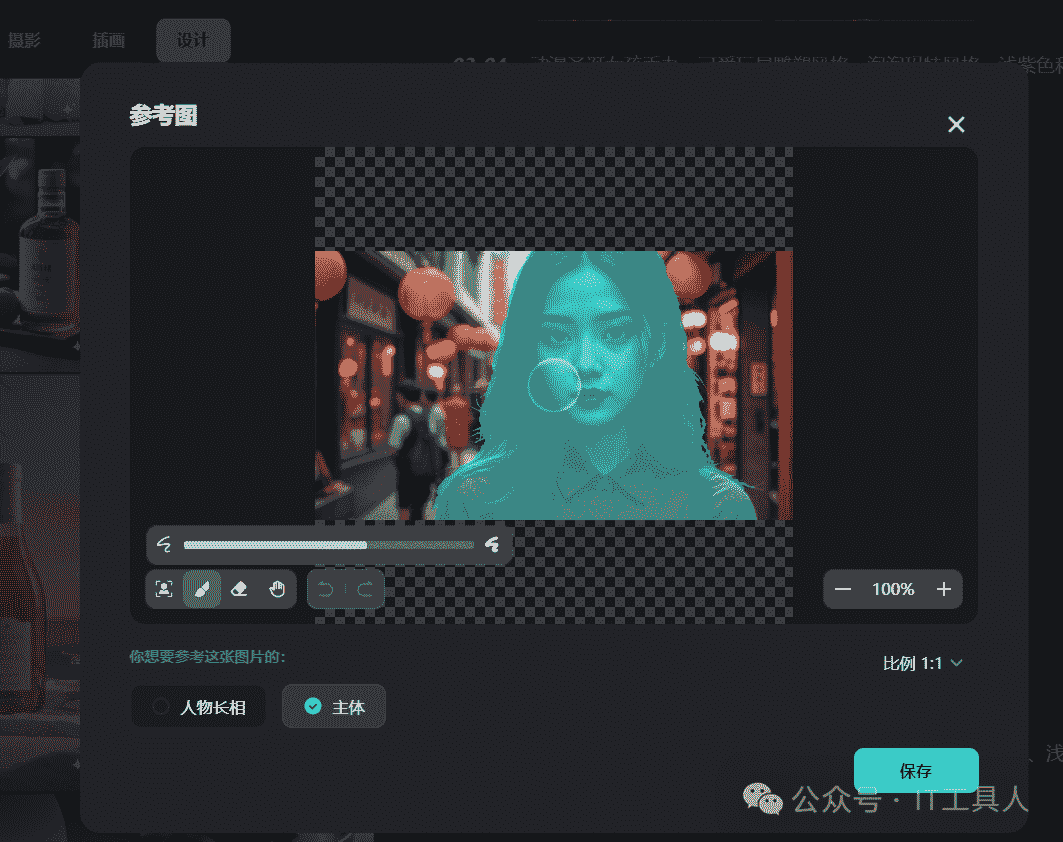 摄影
插画
设计
参考图
100%
你想要参考这张图片的:
比例 1:1
人物长相
主体
保存
公众号 · IT工具人